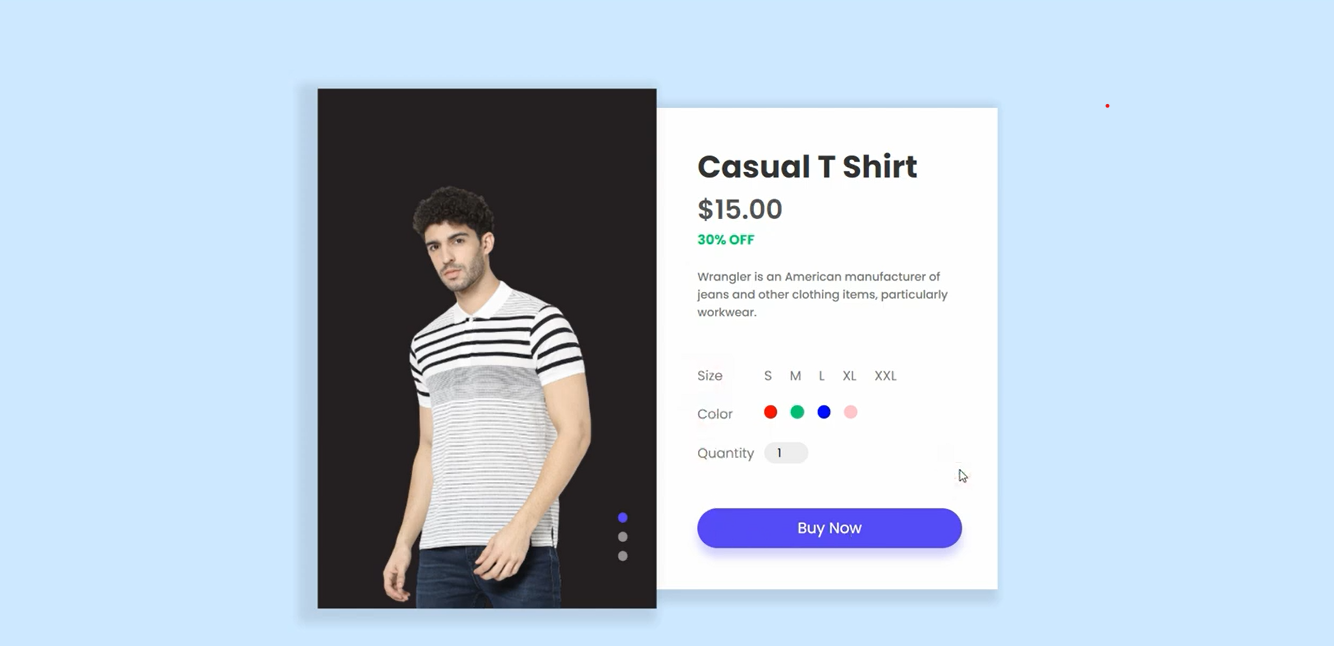 Casual T Shirt
$15.00
30% OFF
Wrangler is an American manufacturer of
jeans and other clothing items, particularly
workwear.
Size S M L XL XXL
Color
Quantity 1
Buy Now